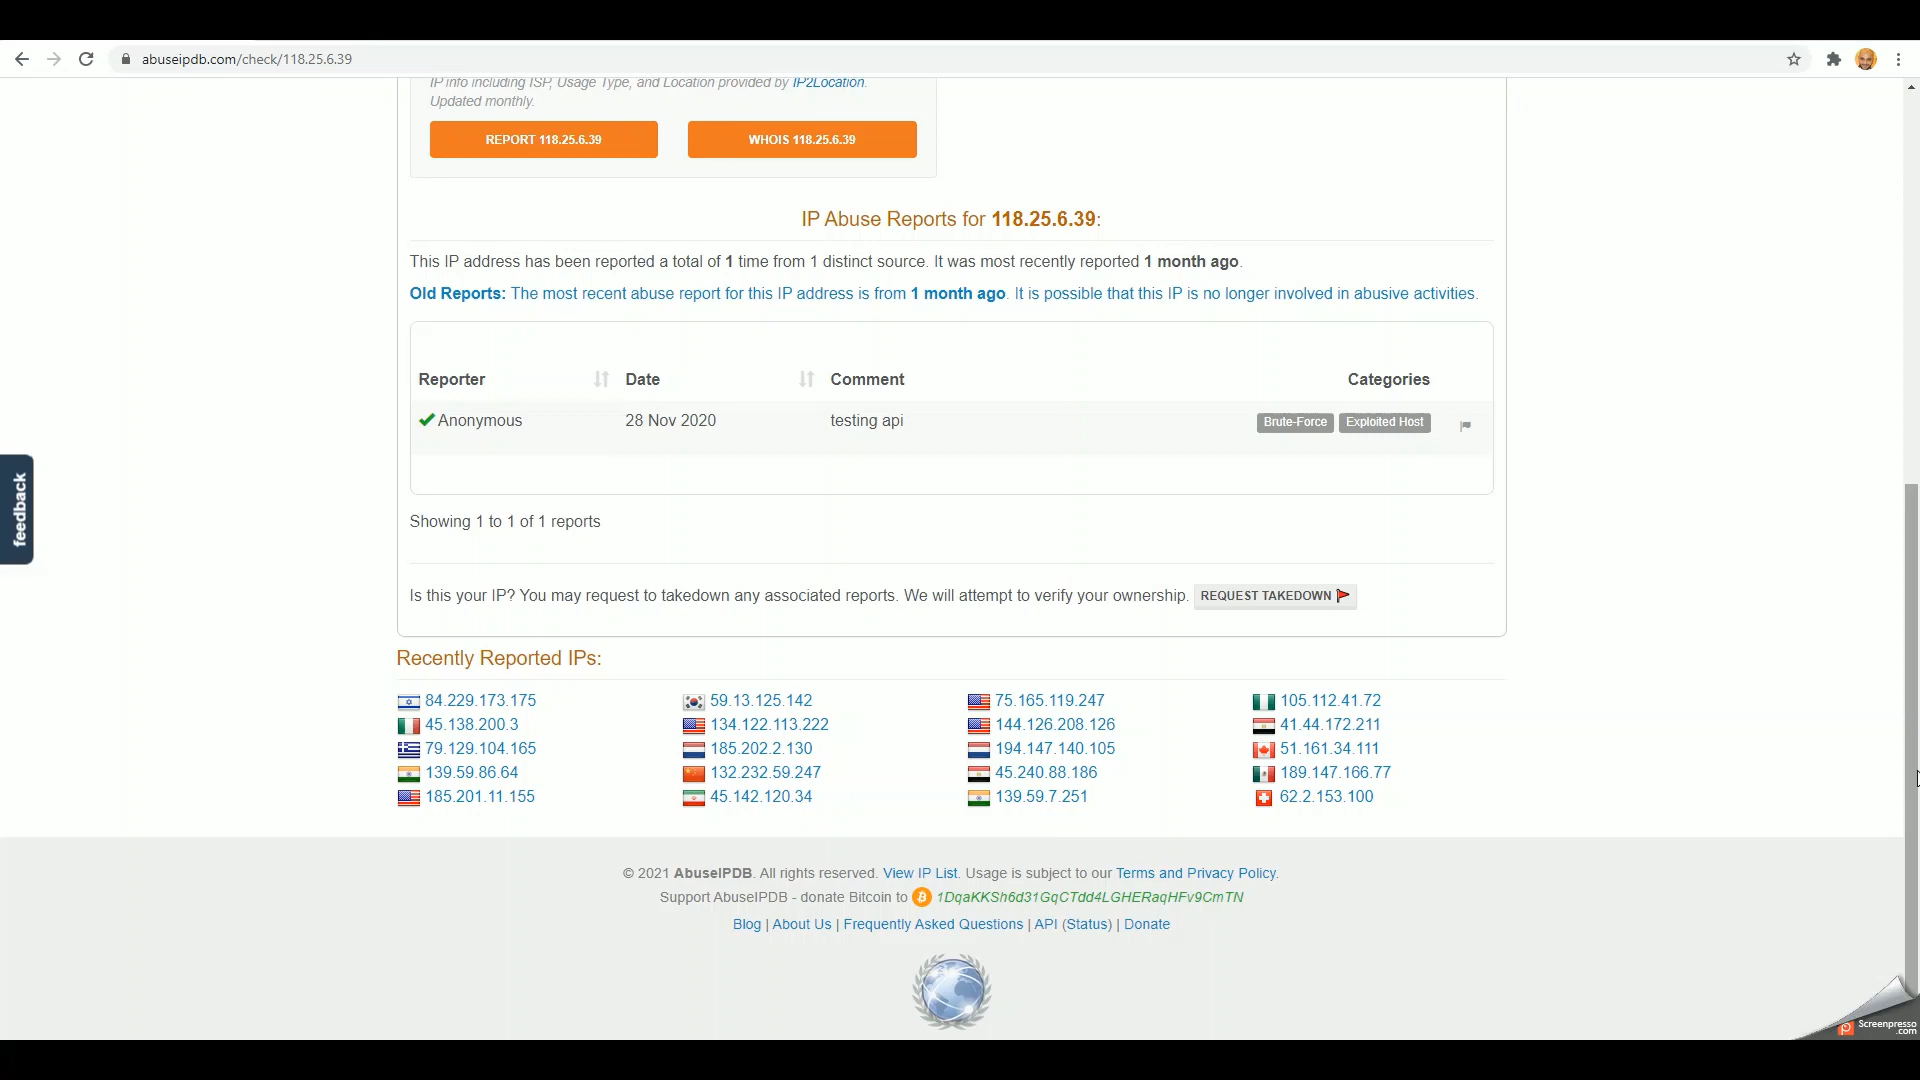 abuseipdb.com/check/118.25.6.39
IP info including ISP, Usage Type, and Location provided by IP2Location.
Updated monthly.
REPORT 118.25.6.39
WHOIS 118.25.6.39
IP Abuse Reports for 118.25.6.39:
This IP address has been reported a total of 1 time from 1 distinct source. It was most recently reported 1 month ago.
Old Reports: The most recent abuse report for this IP address is from 1 month ago. It is possible that this IP is no longer involved in abusive activities.
Reporter Date Comment Categories
Anonymous 28 Nov 2020 testing api Brute-Force Exploited Host
feedback
Showing 1 to 1 of 1 reports
Is this your IP? You may request to takedown any associated reports. We will attempt to verify your ownership. REQUEST TAKEDOWN
Recently Reported IPs:
84.229.173.175 59.13.125.142 75.165.119.247 105.112.41.72
45.138.200.3 134.122.113.222 144.126.208.126 41.44.172.211
79.129.104.165 185.202.2.130 194.147.140.105 51.161.34.111
139.59.86.64 132.232.59.247 45.240.88.186 189.147.166.77
185.201.11.155 45.142.120.34 139.59.7.251 62.2.153.100
© 2021 AbuseIPDB. All rights reserved. View IP List. Usage is subject to our Terms and Privacy Policy.
Support AbuseIPDB - donate Bitcoin to 1DqaKKSh6d31GqCTdd4LGHERaqHFv9CmTN
Blog | About Us | Frequently Asked Questions | API (Status) | Donate
Screenpresso
.com